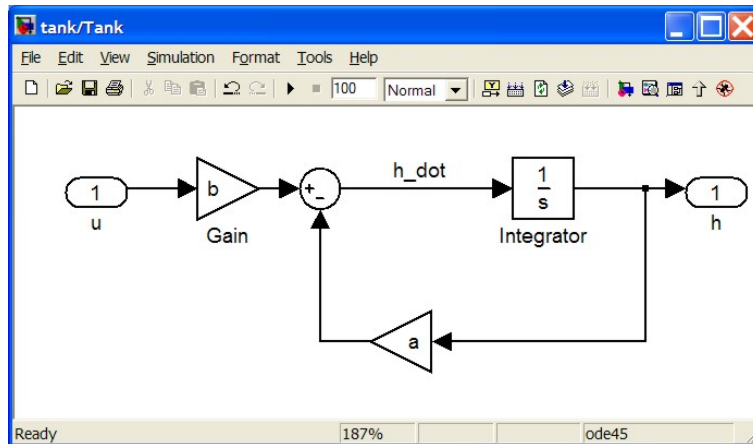 tank/Tank
File Edit View Simulation Format Tools Help
100 Normal
h_dot
1 b + - 1/s 1
u Gain Integrator h
a
Ready 187% ode45